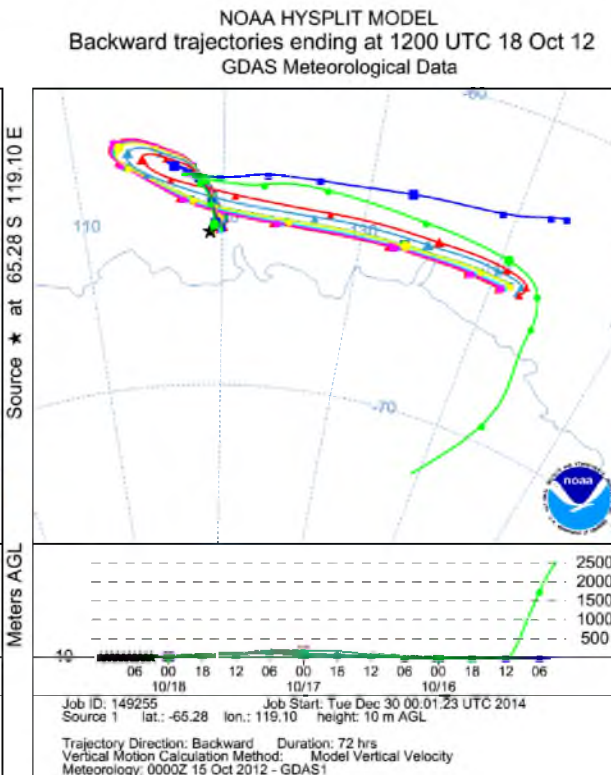 NOAA HYSPLIT MODEL
Backward trajectories ending at 1200 UTC 18 Oct 12
GDAS Meteorological Data
Source ★ at 65.28 S 119.10 E
-60
110
130
-70
noaa
Meters AGL
2500
2000
1500
1000
500
10
06 00 18 12 06 00 18 12 06 00 18 12 06
10/18 10/17 10/16
Job ID: 149255 Job Start: Tue Dec 30 00:01:23 UTC 2014
Source 1 lat.: -65.28 lon.: 119.10 height: 10 m AGL
Trajectory Direction: Backward Duration: 72 hrs
Vertical Motion Calculation Method: Model Vertical Velocity
Meteorology: 0000Z 15 Oct 2012 - GDAS1